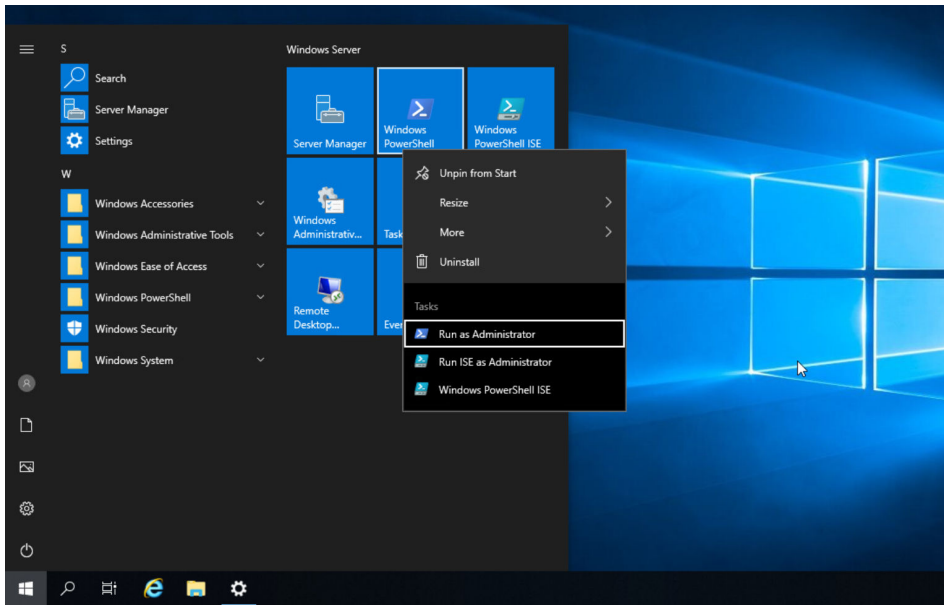 S
Search
Server Manager
Settings
W
Windows Accessories
Windows Administrative Tools
Windows Ease of Access
Windows PowerShell
Windows Security
Windows System
Windows Server
Server Manager
Windows
PowerShell
Windows
PowerShell ISE
Windows
Administrativ...
Task
Remote
Desktop...
Even
Unpin from Start
Resize
More
Uninstall
Tasks
Run as Administrator
Run ISE as Administrator
Windows PowerShell ISE